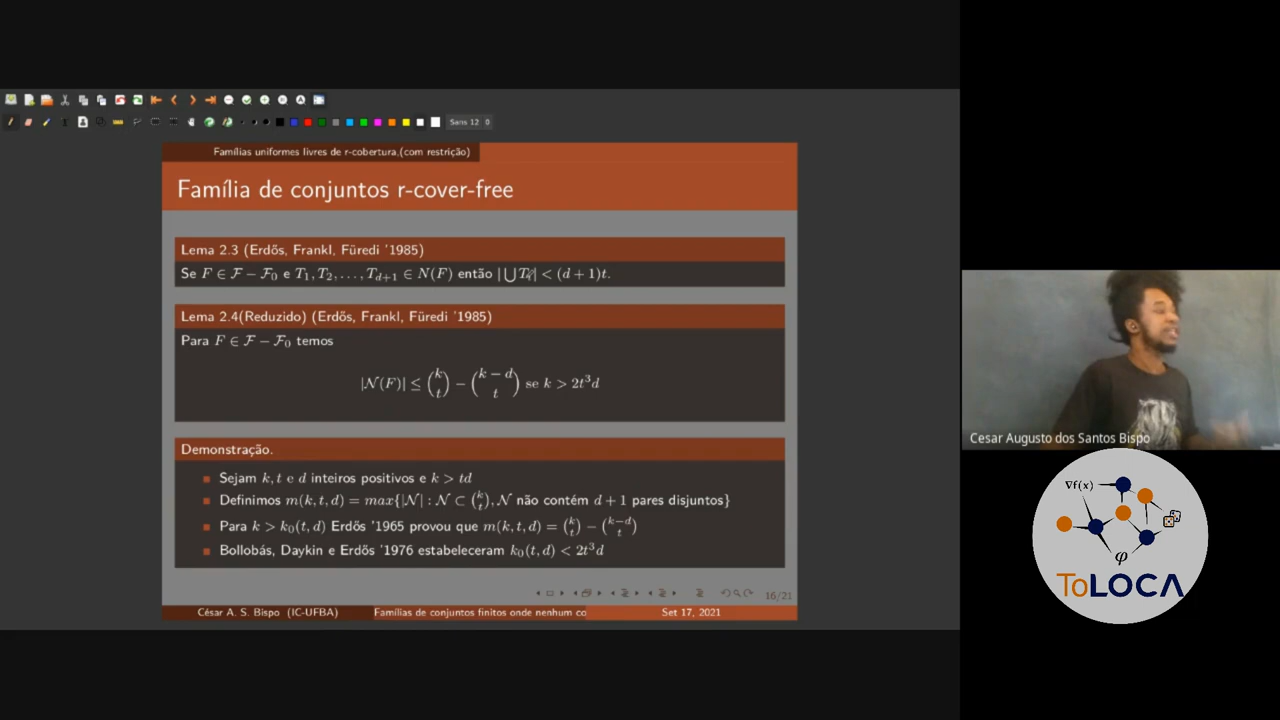 Sans 12
Famílias uniformes livres de r-cobertura,(com restrição)
Família de conjuntos r-cover-free
Lema 2.3 (Erdős, Frankl, Füredi '1985)
Se F ∈ ℱ − ℱ₀ e T₁, T₂, . . . , T_{d+1} ∈ N(F) então | ⋃ Tᵢ| < (d + 1)t.
Lema 2.4(Reduzido) (Erdős, Frankl, Füredi '1985)
Para F ∈ ℱ − ℱ₀ temos
|𝒩(F)| ≤ (k t) − (k − d t) se k > 2t³d
Demonstração.
Sejam k, t e d inteiros positivos e k > td
Definimos m(k, t, d) = max{|𝒩| : 𝒩 ⊂ (k t), 𝒩 não contém d + 1 pares disjuntos}
Para k > k₀(t, d) Erdős '1965 provou que m(k, t, d) = (k t) − (k−d t)
Bollobás, Daykin e Erdős '1976 estabeleceram k₀(t, d) < 2t³d
16/21
César A. S. Bispo (IC-UFBA) Famílias de conjuntos finitos onde nenhum co Set 17, 2021
Cesar Augusto dos Santos Bispo
∇f(x)
φ
ToLOCA